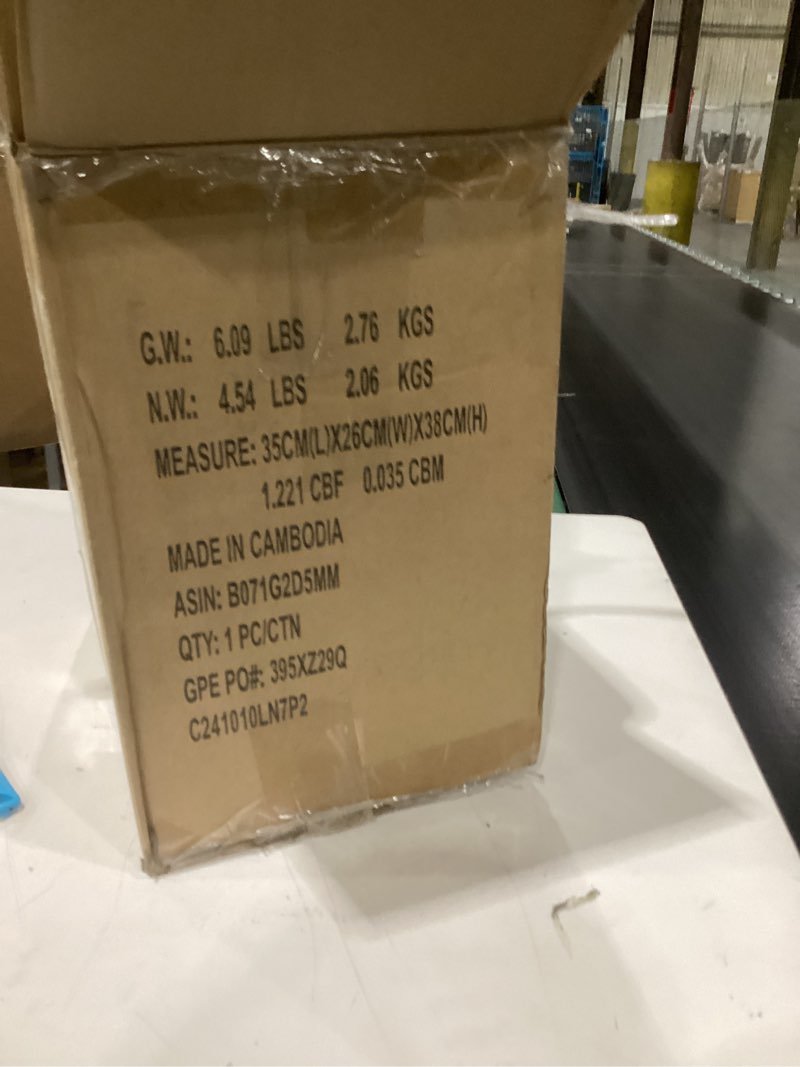 G.W.: 6.09 LBS 2.76 KGS
N.W.: 4.54 LBS 2.06 KGS
MEASURE: 35CM(L)X26CM(W)X38CM(H)
1.221 CBF 0.035 CBM
MADE IN CAMBODIA
ASIN: B071G2D5MM
QTY: 1 PC/CTN
GPE PO#: 395XZ29Q
C241010LN7P2